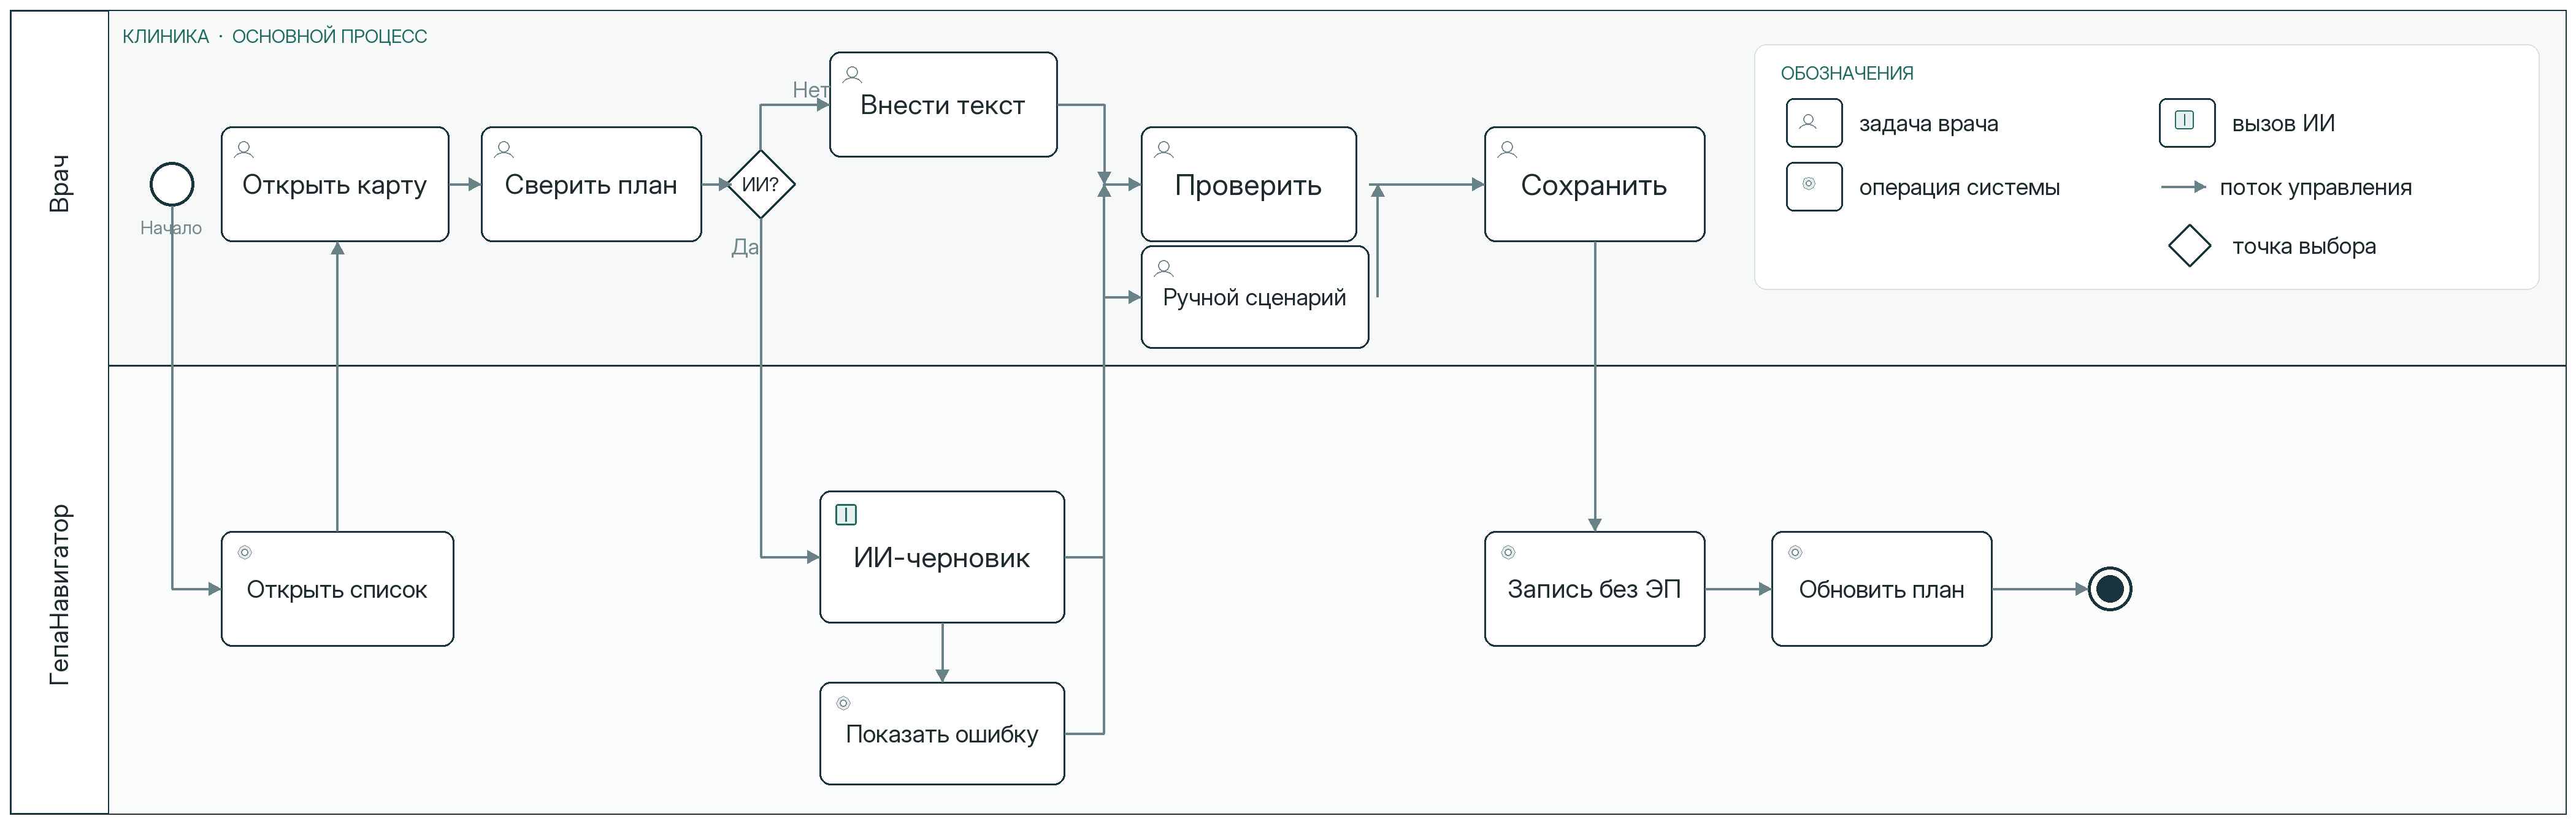 КЛИНИКА · ОСНОВНОЙ ПРОЦЕСС
Врач
Начало
Открыть карту
Сверить план
ИИ?
Нет
Да
Внести текст
Проверить
Ручной сценарий
Сохранить
ОБОЗНАЧЕНИЯ
задача врача
вызов ИИ
операция системы
поток управления
точка выбора
ГепаНавигатор
Открыть список
ИИ-черновик
Показать ошибку
Запись без ЭП
Обновить план